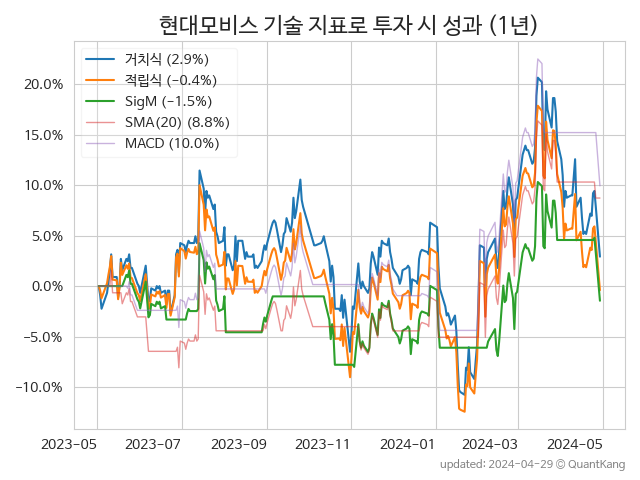 현대모비스 기술 지표로 투자 시 성과 (1년)
거치식 (2.9%)
적립식 (−0.4%)
SigM (−1.5%)
SMA(20) (8.8%)
MACD (10.0%)
20.0%
15.0%
10.0%
5.0%
0.0%
−5.0%
−10.0%
2023-05 2023-07 2023-09 2023-11 2024-01 2024-03 2024-05
updated: 2024-04-29 © QuantKang